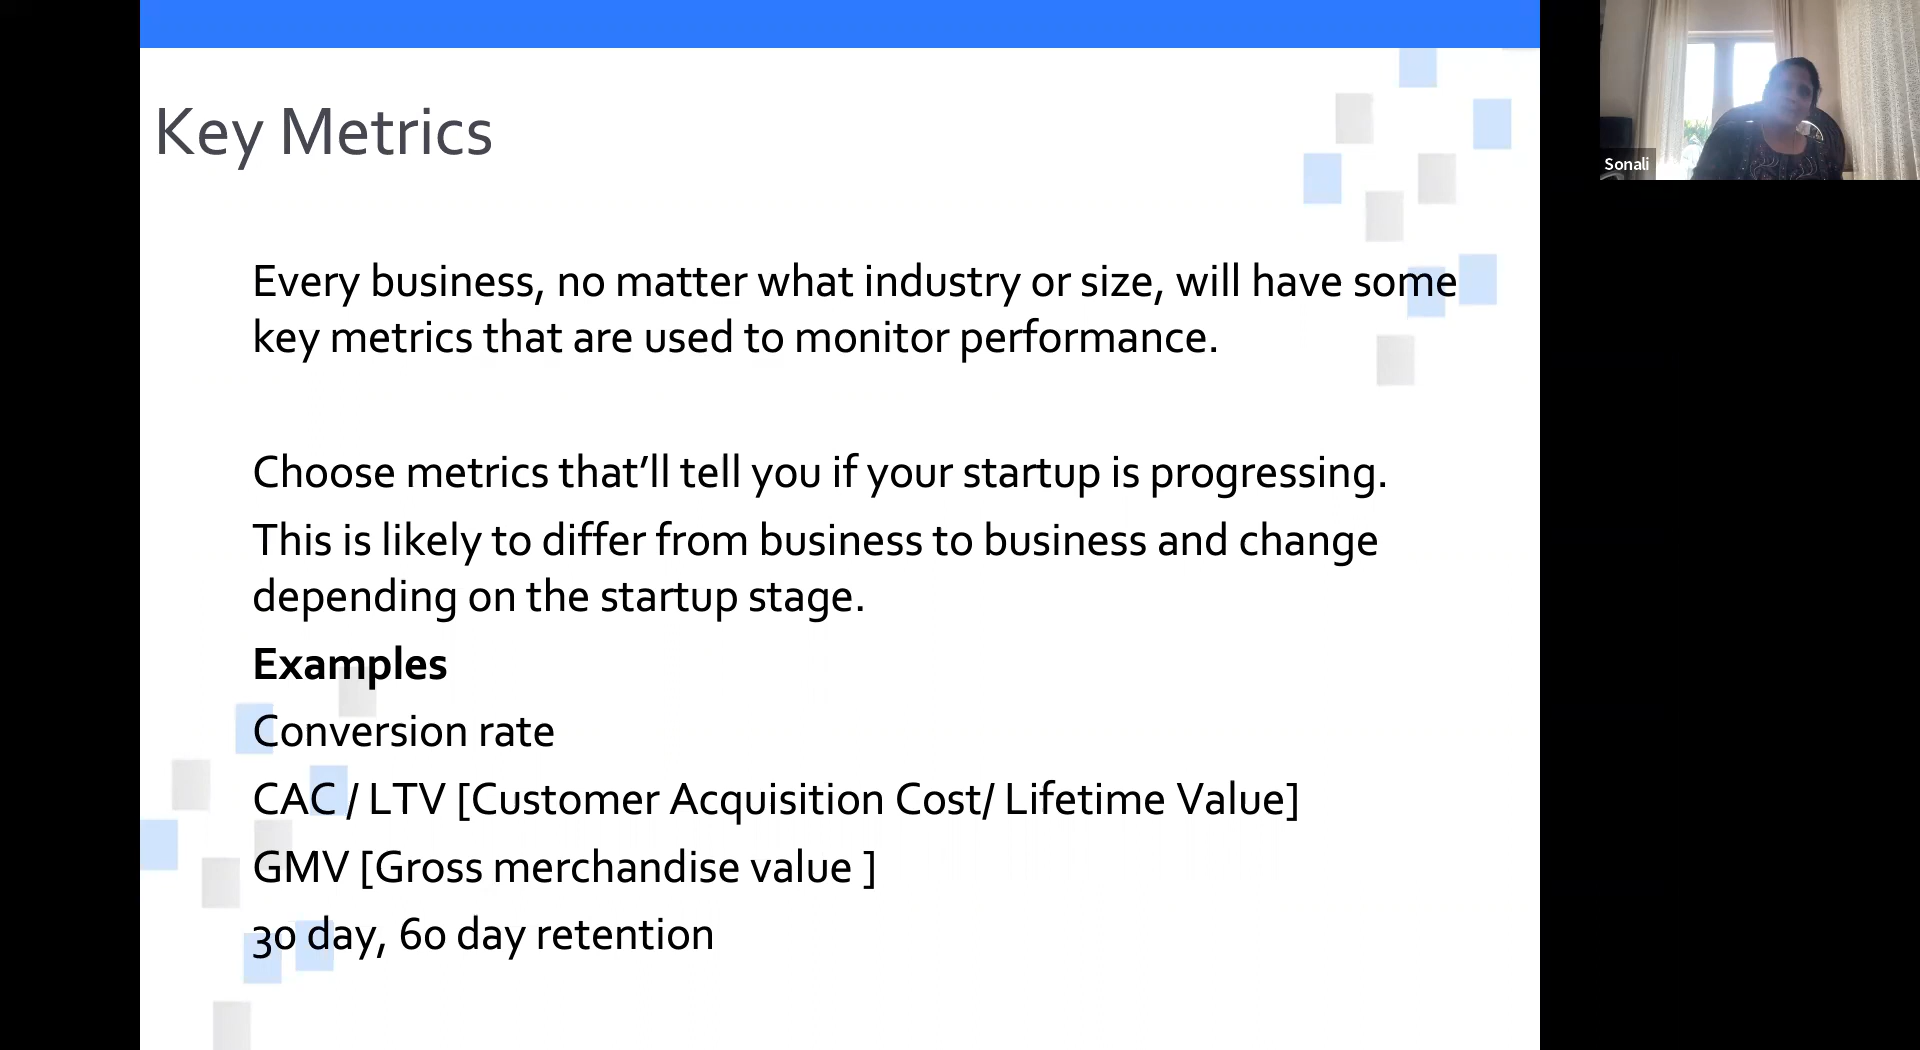 Key Metrics
Every business, no matter what industry or size, will have some
key metrics that are used to monitor performance.
Choose metrics that’ll tell you if your startup is progressing.
This is likely to differ from business to business and change
depending on the startup stage.
Examples
Conversion rate
CAC / LTV [Customer Acquisition Cost/ Lifetime Value]
GMV [Gross merchandise value ]
30 day, 60 day retention
Sonali